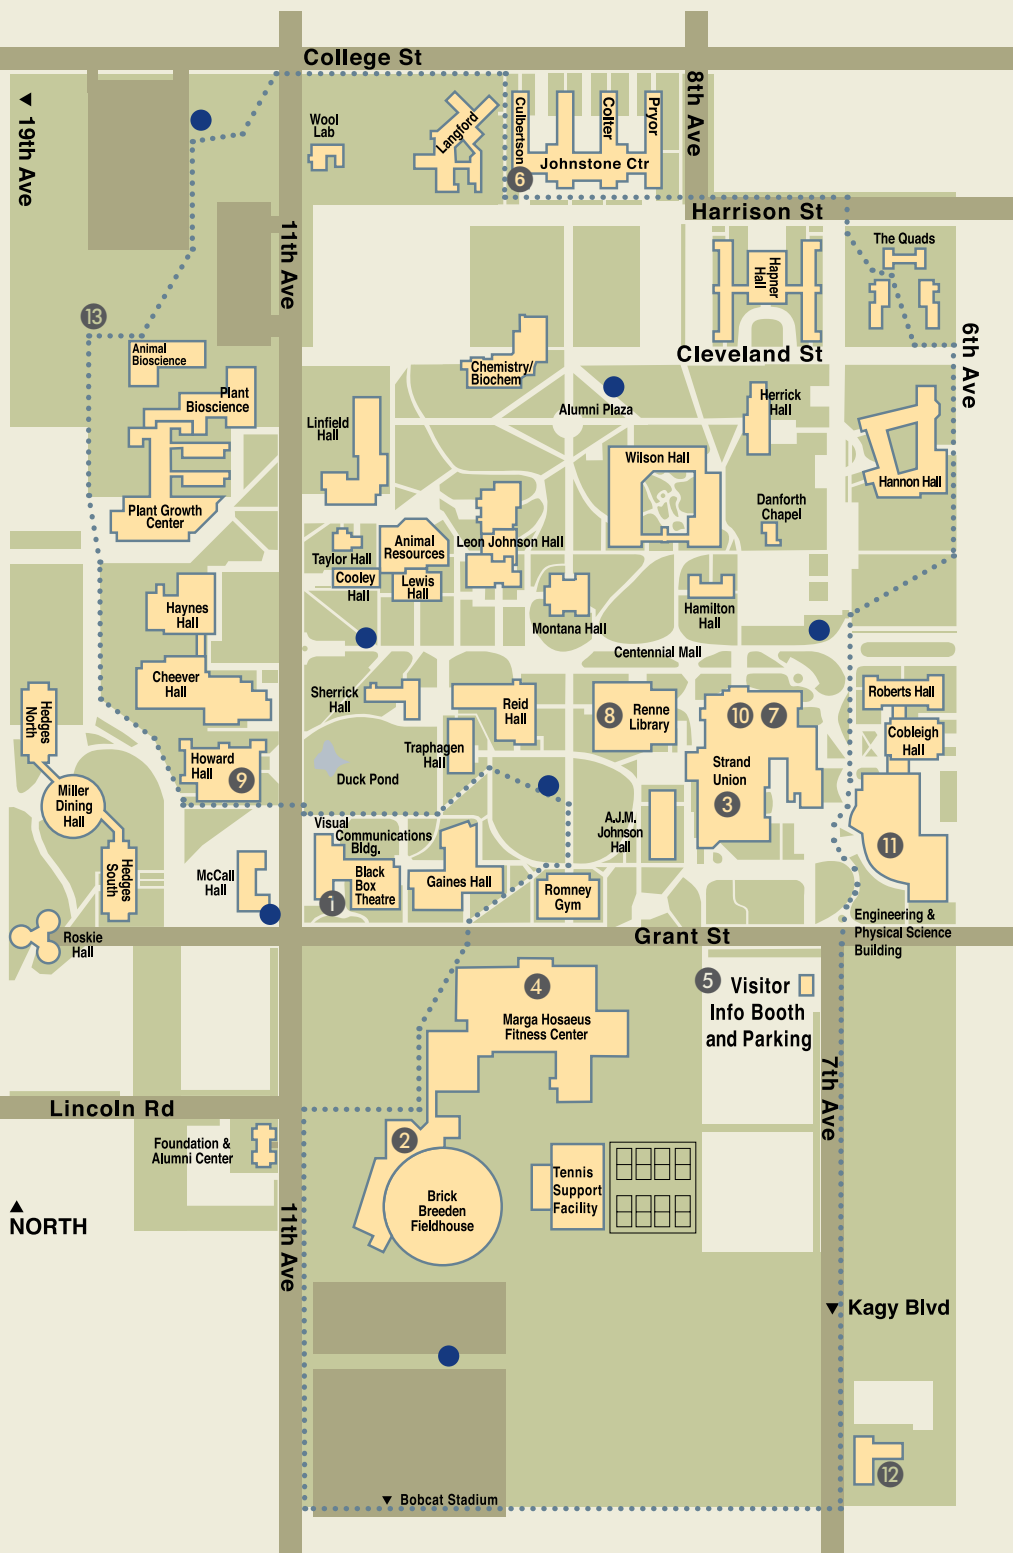 College St
19th Ave
Wool
Lab
Langford
Culbertson
Colter
Pryor
Johnstone Ctr
6
8th Ave
Harrison St
11th Ave
The Quads
Hapner
Hall
13
Cleveland St
6th Ave
Animal
Bioscience
Plant
Bioscience
Chemistry/
Biochem
Alumni Plaza
Herrick
Hall
Linfield
Hall
Wilson Hall
Hannon Hall
Danforth
Chapel
Plant Growth
Center
Animal
Resources
Leon Johnson Hall
Taylor Hall
Cooley
Hall
Lewis
Hall
Haynes
Hall
Montana Hall
Hamilton
Hall
Centennial Mall
Cheever
Hall
Sherrick
Hall
Reid
Hall
8
Renne
Library
10
7
Roberts Hall
Hedges
North
Cobleigh
Hall
Traphagen
Hall
Howard
Hall
9
Duck Pond
Strand
Union
3
Miller
Dining
Hall
Visual
Communications
Bldg.
A.J.M.
Johnson
Hall
11
Hedges
South
McCall
Hall
Black
Box
Theatre
Gaines Hall
Romney
Gym
1
Roskie
Hall
Grant St
Engineering &
Physical Science
Building
4
Marga Hosaeus
Fitness Center
5
Visitor
Info Booth
and Parking
7th Ave
Lincoln Rd
Foundation &
Alumni Center
2
Tennis
Support
Facility
Brick
Breeden
Fieldhouse
NORTH
11th Ave
Kagy Blvd
12
Bobcat Stadium